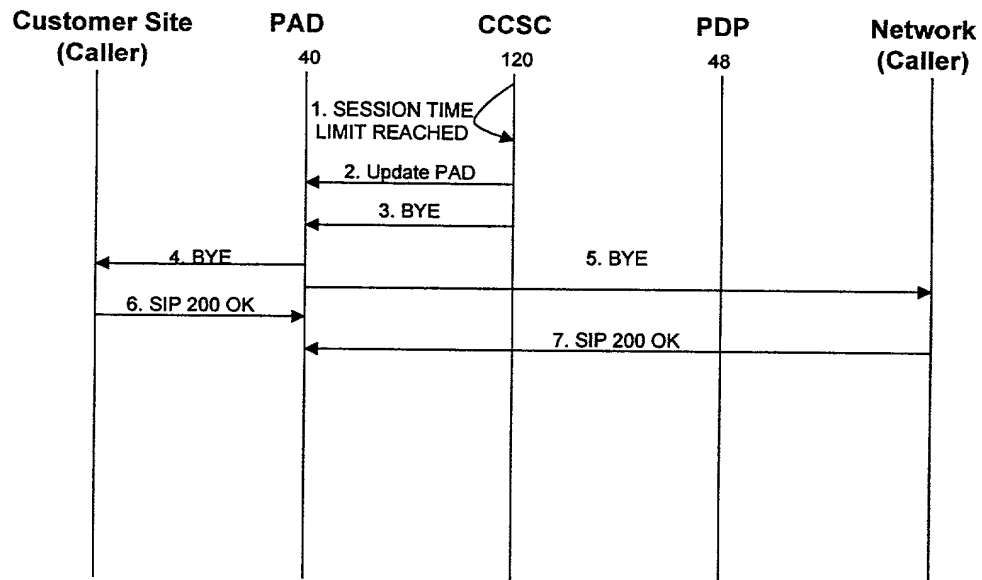 Customer Site
(Caller)
PAD
40
CCSC
120
PDP
48
Network
(Caller)
1. SESSION TIME
LIMIT REACHED
2. Update PAD
3. BYE
4. BYE
5. BYE
6. SIP 200 OK
7. SIP 200 OK